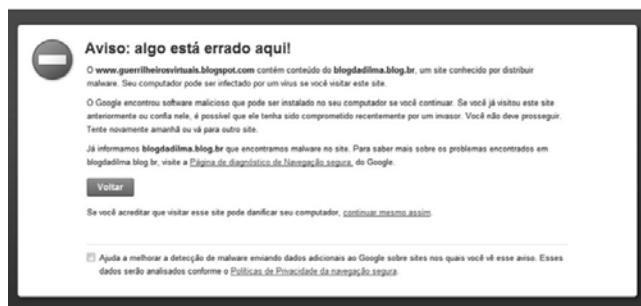 Aviso: algo está errado aqui!
O www.guerrilheirosvirtuais.blogspot.com contém conteúdo do blogdadilma.blog.br, um site conhecido por distribuir
malware. Seu computador pode ser infectado por um vírus se você visitar este site.
O Google encontrou software malicioso que pode ser instalado no seu computador se você continuar. Se você já visitou este site
anteriormente ou confia nele, é possível que ele tenha sido comprometido recentemente por um invasor. Você não deve prosseguir.
Tente novamente amanhã ou vá para outro site.
Já informamos blogdadilma.blog.br que encontramos malware no site. Para saber mais sobre os problemas encontrados em
blogdadilma.blog.br, visite a Página de diagnóstico de Navegação segura, do Google.
Voltar
Se você acreditar que visitar esse site pode danificar seu computador, continuar mesmo assim.
Ajuda a melhorar a detecção de malware enviando dados adicionais ao Google sobre sites nos quais você vê esse aviso. Esses
dados serão analisados conforme o Políticas de Privacidade da navegação segura.